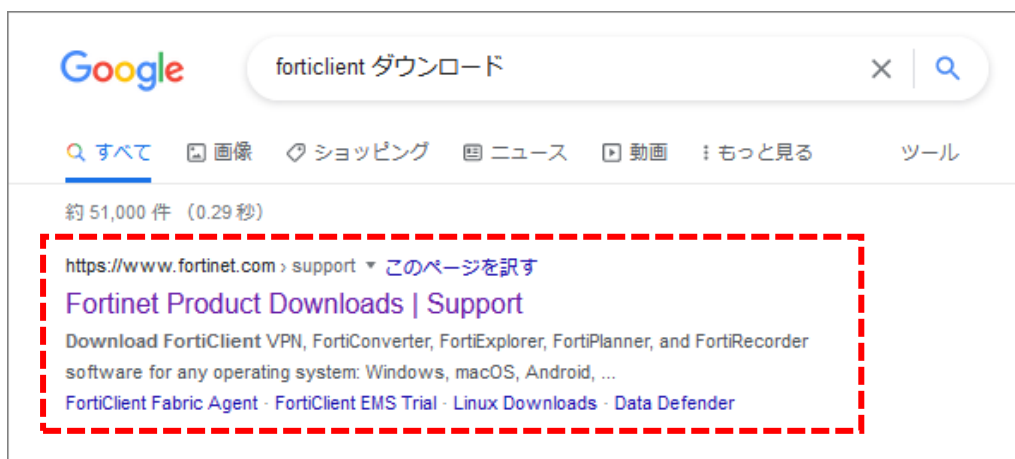 Google
forticlient ダウンロード
すべて 画像 ショッピング ニュース 動画 もっと見る ツール
約 51,000 件 （0.29 秒）
https://www.fortinet.com › support ▼ このページを訳す
Fortinet Product Downloads | Support
Download FortiClient VPN, FortiConverter, FortiExplorer, FortiPlanner, and FortiRecorder
software for any operating system: Windows, macOS, Android, ...
FortiClient Fabric Agent · FortiClient EMS Trial · Linux Downloads · Data Defender